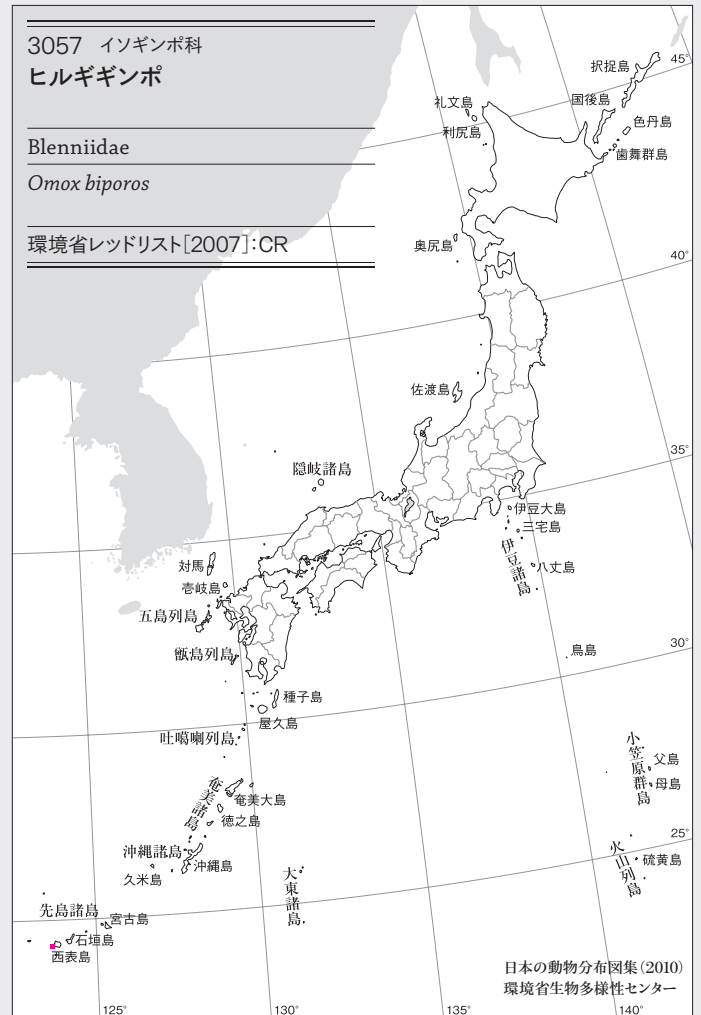 3057 イソギンポ科
ヒルギギンポ
Blenniidae
Omox biporos
環境省レッドリスト[2007]:CR
択捉島
45°
礼文島
国後島
利尻島
色丹島
歯舞群島
奥尻島
40°
佐渡島
35°
隠岐諸島
伊豆大島
三宅島
伊豆諸島
対馬
八丈島
壱岐島
五島列島
甑島列島
鳥島
30°
種子島
屋久島
吐噶喇列島
小笠原群島
父島
母島
奄美諸島
奄美大島
徳之島
25°
沖縄諸島
沖縄島
火山列島
硫黄島
久米島
大東諸島
先島諸島
宮古島
石垣島
西表島
日本の動物分布図集(2010)
環境省生物多様性センター
125°
130°
135°
140°